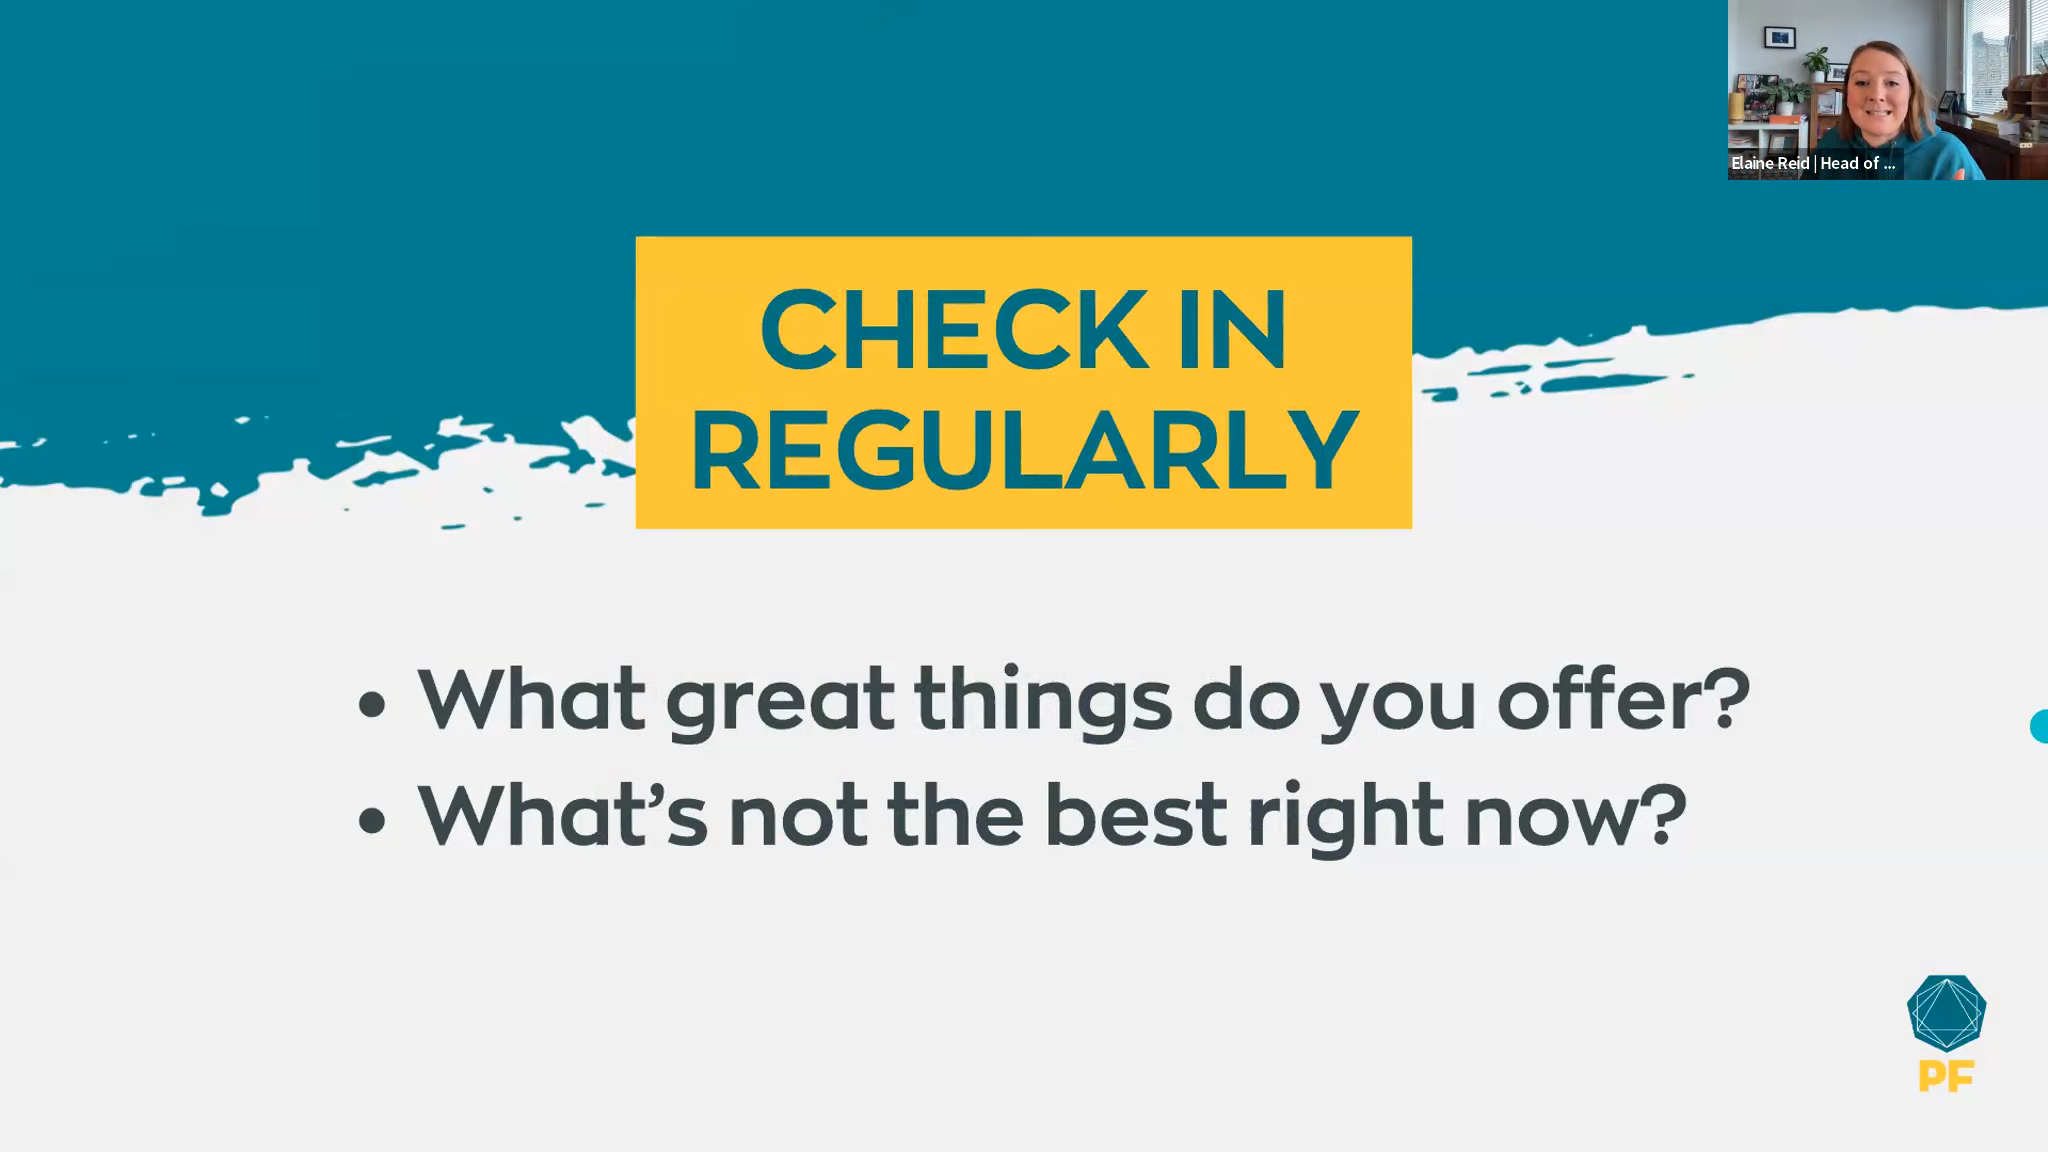 Elaine Reid | Head of ...
CHECK IN
REGULARLY
• What great things do you offer?
• What’s not the best right now?
PF